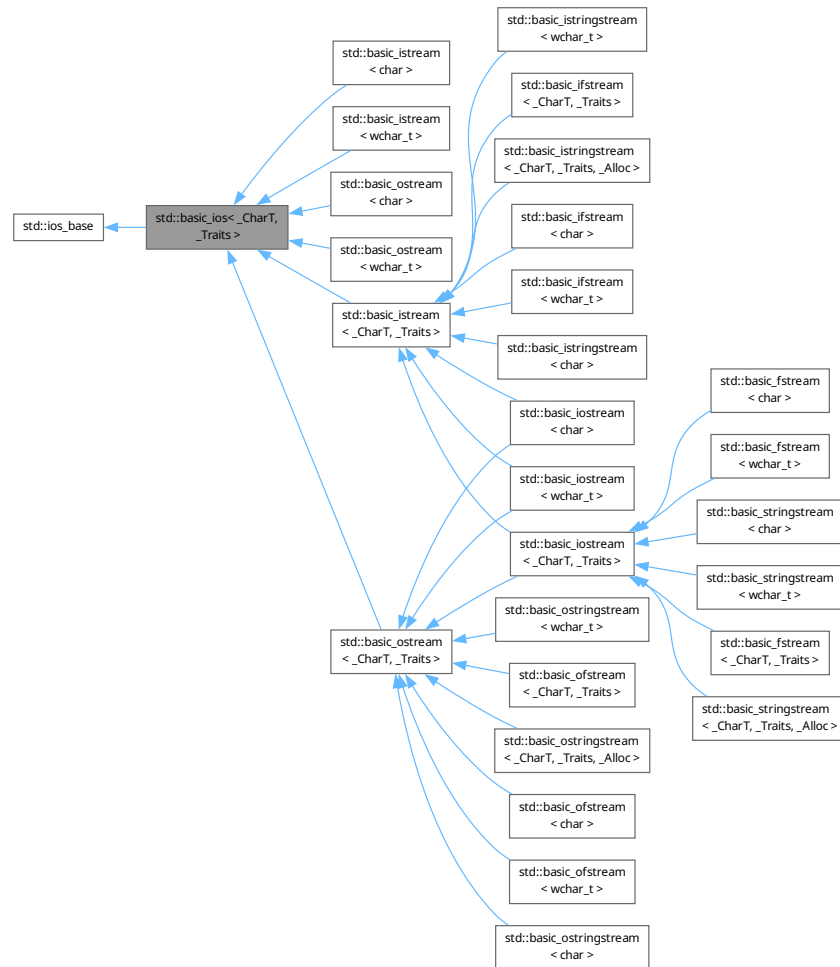 std::ios_base
std::basic_ios< _CharT,
_Traits >
std::basic_istream
< char >
std::basic_istream
< wchar_t >
std::basic_ostream
< char >
std::basic_ostream
< wchar_t >
std::basic_istream
< _CharT, _Traits >
std::basic_ostream
< _CharT, _Traits >
std::basic_istringstream
< wchar_t >
std::basic_ifstream
< _CharT, _Traits >
std::basic_istringstream
< _CharT, _Traits, _Alloc >
std::basic_ifstream
< char >
std::basic_ifstream
< wchar_t >
std::basic_istringstream
< char >
std::basic_iostream
< char >
std::basic_iostream
< wchar_t >
std::basic_iostream
< _CharT, _Traits >
std::basic_ostringstream
< wchar_t >
std::basic_ofstream
< _CharT, _Traits >
std::basic_ostringstream
< _CharT, _Traits, _Alloc >
std::basic_ofstream
< char >
std::basic_ofstream
< wchar_t >
std::basic_ostringstream
< char >
std::basic_fstream
< char >
std::basic_fstream
< wchar_t >
std::basic_stringstream
< char >
std::basic_stringstream
< wchar_t >
std::basic_fstream
< _CharT, _Traits >
std::basic_stringstream
< _CharT, _Traits, _Alloc >